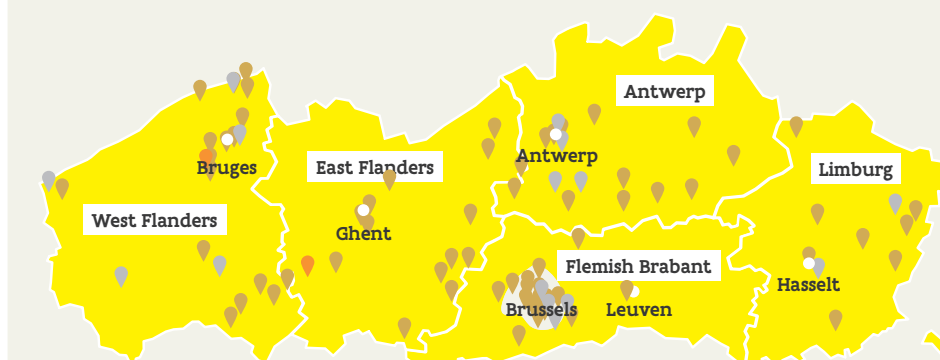 Antwerp
Antwerp
Bruges
East Flanders
Limburg
West Flanders
Ghent
Flemish Brabant
Hasselt
Brussels
Leuven